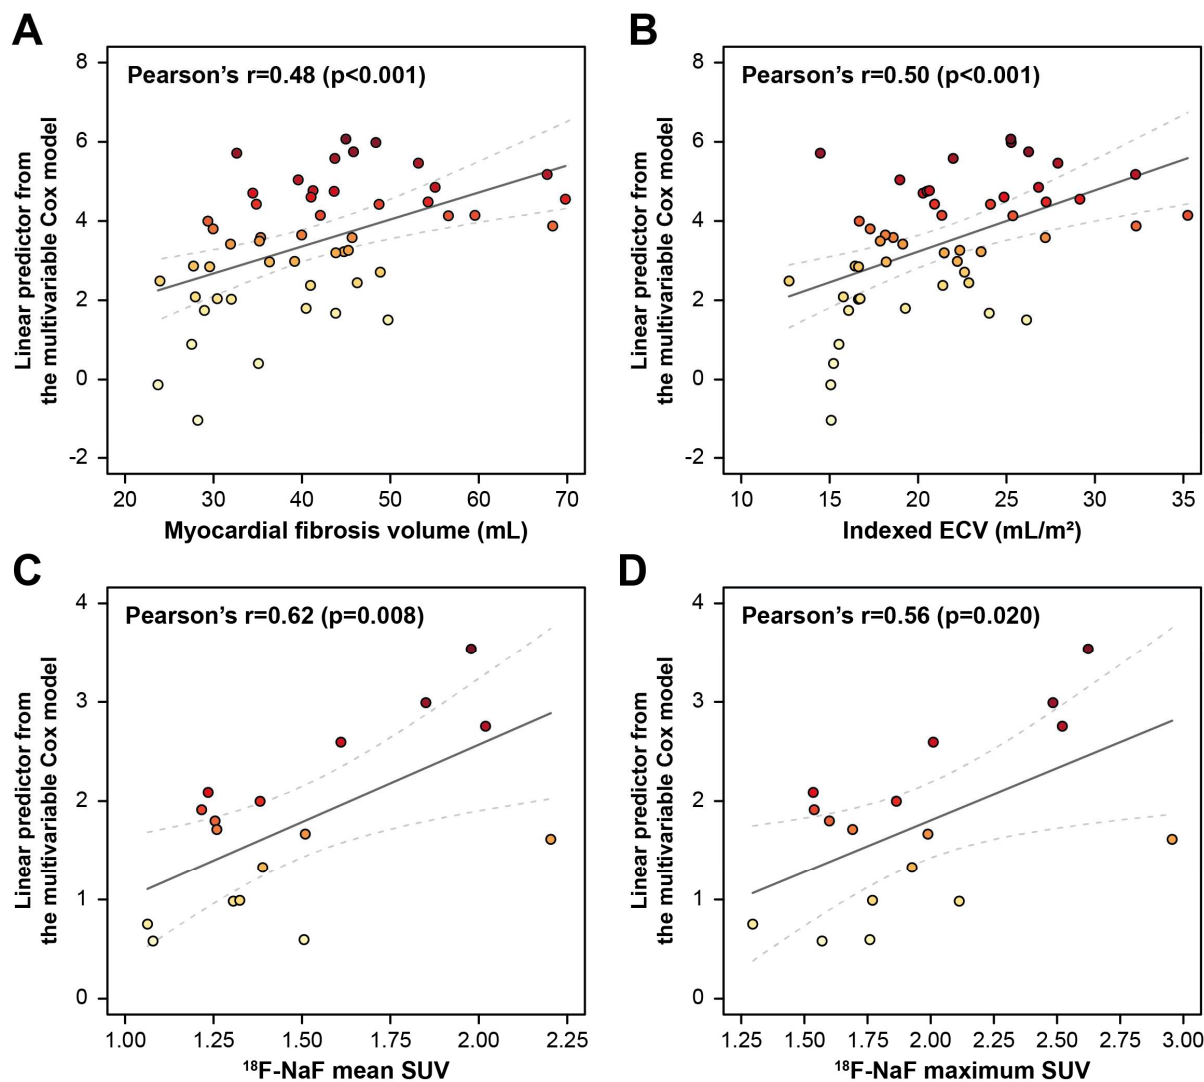 A
Pearson’s r=0.48 (p<0.001)
Linear predictor from
the multivariable Cox model
8
6
4
2
0
-2
20 30 40 50 60 70
Myocardial fibrosis volume (mL)
B
Pearson’s r=0.50 (p<0.001)
Linear predictor from
the multivariable Cox model
8
6
4
2
0
-2
10 15 20 25 30 35
Indexed ECV (mL/m²)
C
Pearson’s r=0.62 (p=0.008)
Linear predictor from
the multivariable Cox model
4
3
2
1
0
1.00 1.25 1.50 1.75 2.00 2.25
¹⁸F-NaF mean SUV
D
Pearson’s r=0.56 (p=0.020)
Linear predictor from
the multivariable Cox model
4
3
2
1
0
1.25 1.50 1.75 2.00 2.25 2.50 2.75 3.00
¹⁸F-NaF maximum SUV